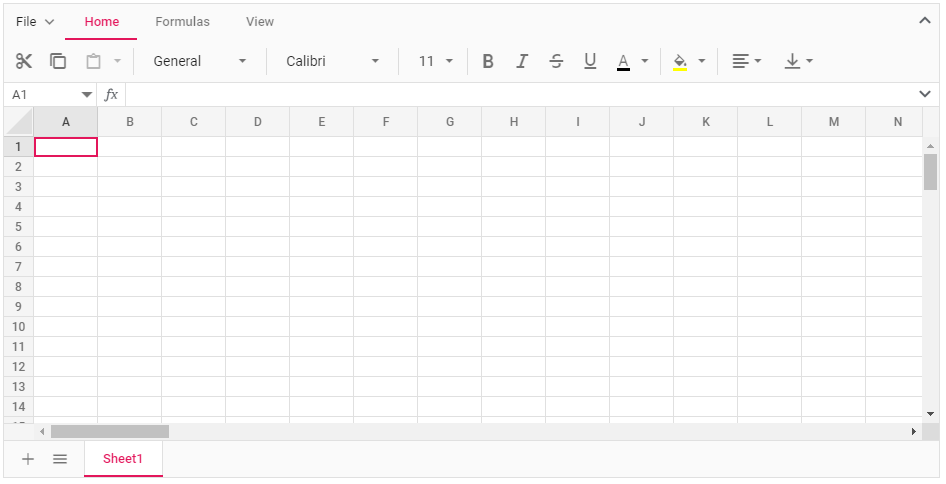 File Home Formulas View
General Calibri 11 B I S U A
A1 fx
A B C D E F G H I J K L M N
1
2
3
4
5
6
7
8
9
10
11
12
13
14
Sheet1